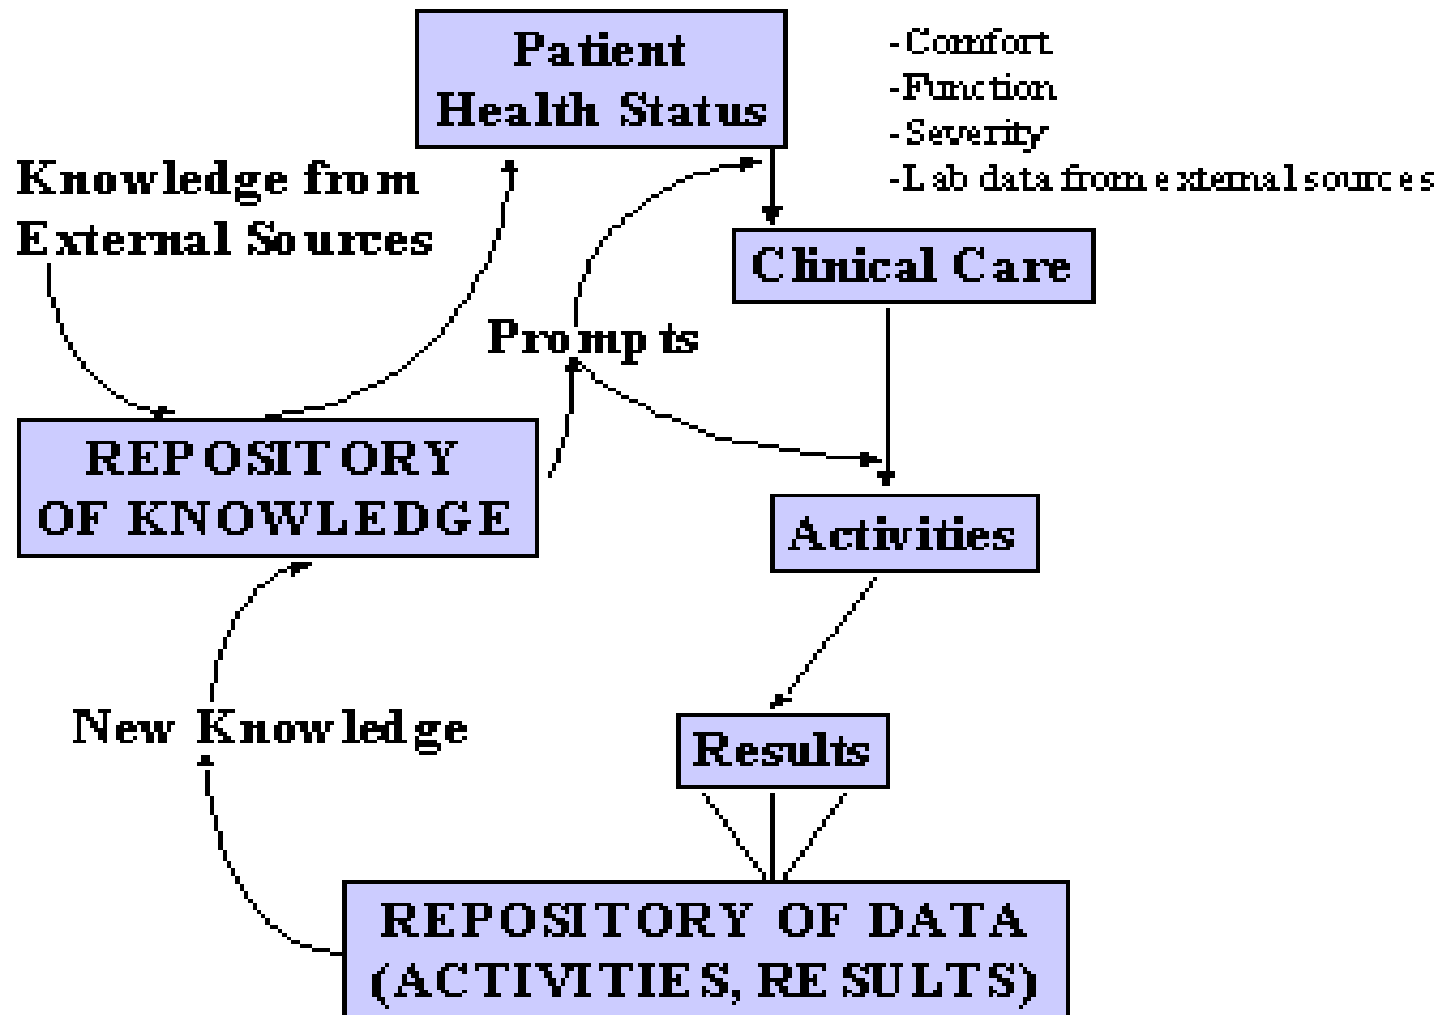 Patient
Health Status
-Comfort
-Function
-Severity
-Lab data from external sources
Knowledge from
External Sources
Clinical Care
Prompts
REPOSITORY
OF KNOWLEDGE
Activities
New Knowledge
Results
REPOSITORY OF DATA
(ACTIVITIES, RESULTS)